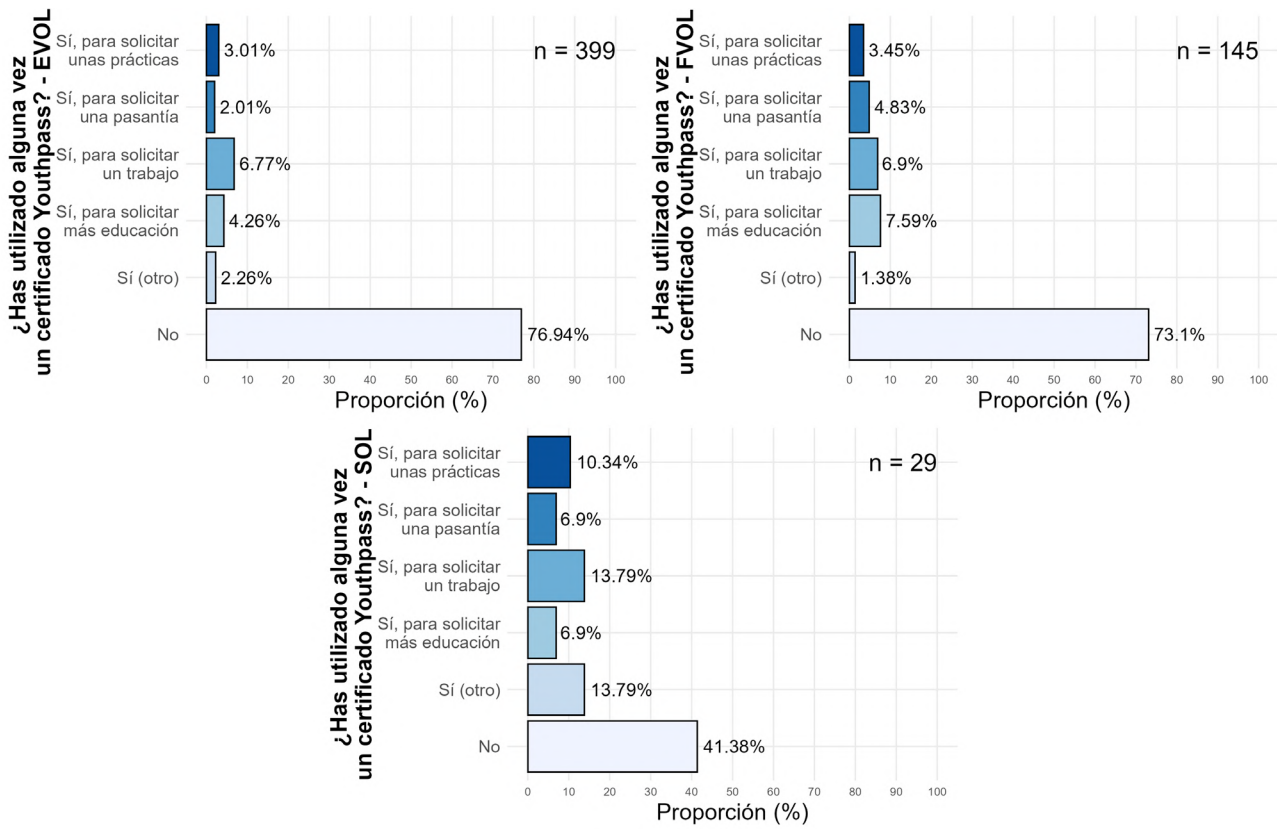 ¿Has utilizado alguna vez
un certificado Youthpass? - EVOL
Sí, para solicitar
unas prácticas
3.01%
n = 399
Sí, para solicitar
una pasantía
2.01%
Sí, para solicitar
un trabajo
6.77%
Sí, para solicitar
más educación
4.26%
Sí (otro)
2.26%
No
76.94%
0 10 20 30 40 50 60 70 80 90 100
Proporción (%)
¿Has utilizado alguna vez
un certificado Youthpass? - FVOL
Sí, para solicitar
unas prácticas
3.45%
n = 145
Sí, para solicitar
una pasantía
4.83%
Sí, para solicitar
un trabajo
6.9%
Sí, para solicitar
más educación
7.59%
Sí (otro)
1.38%
No
73.1%
0 10 20 30 40 50 60 70 80 90 100
Proporción (%)
¿Has utilizado alguna vez
un certificado Youthpass? - SOL
Sí, para solicitar
unas prácticas
10.34%
n = 29
Sí, para solicitar
una pasantía
6.9%
Sí, para solicitar
un trabajo
13.79%
Sí, para solicitar
más educación
6.9%
Sí (otro)
13.79%
No
41.38%
0 10 20 30 40 50 60 70 80 90 100
Proporción (%)